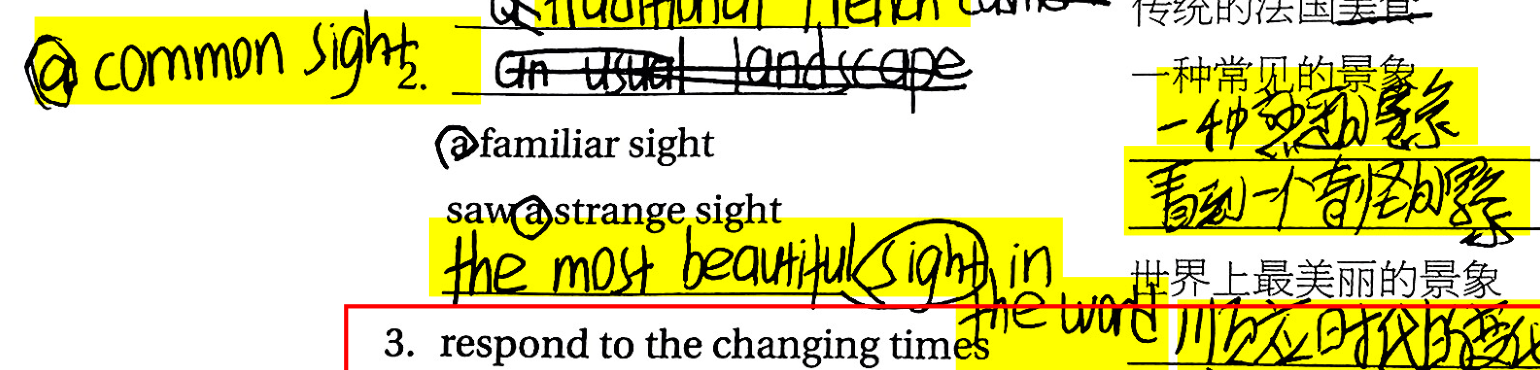 traditional French 传统的法国美食
a common sight 2. an usual landscape 一种常见的景象
一种熟悉的景象
a familiar sight
saw a strange sight 看到一个奇怪的景象
the most beautiful sight in 世界上最美丽的景象
the word
3. respond to the changing times 顺应时代的变化